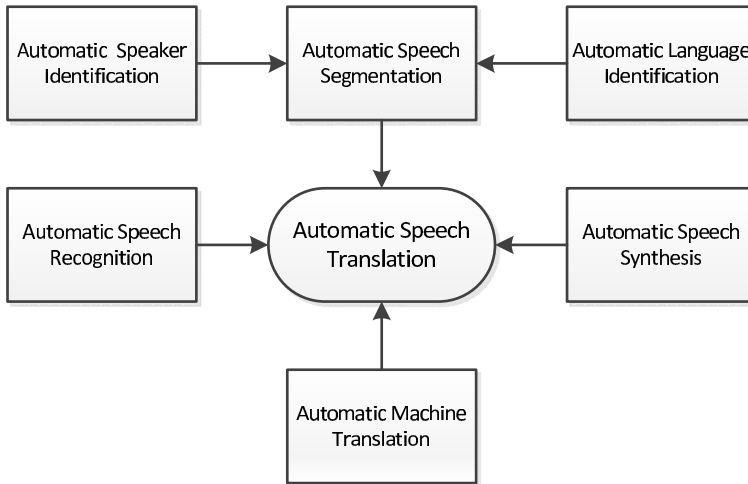 Automatic Speaker
Identification
Automatic Speech
Segmentation
Automatic Language
Identification
Automatic Speech
Recognition
Automatic Speech
Translation
Automatic Speech
Synthesis
Automatic Machine
Translation